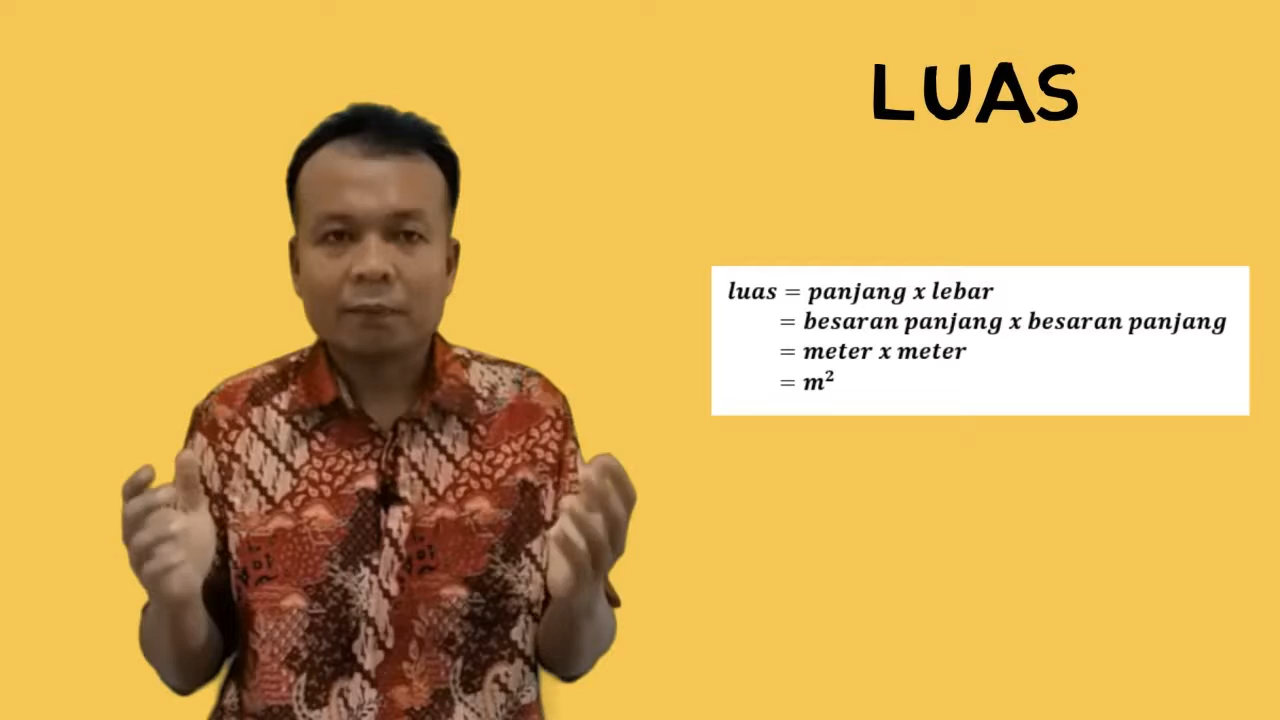 LUAS
luas = panjang x lebar
= besaran panjang x besaran panjang
= meter x meter
= m²